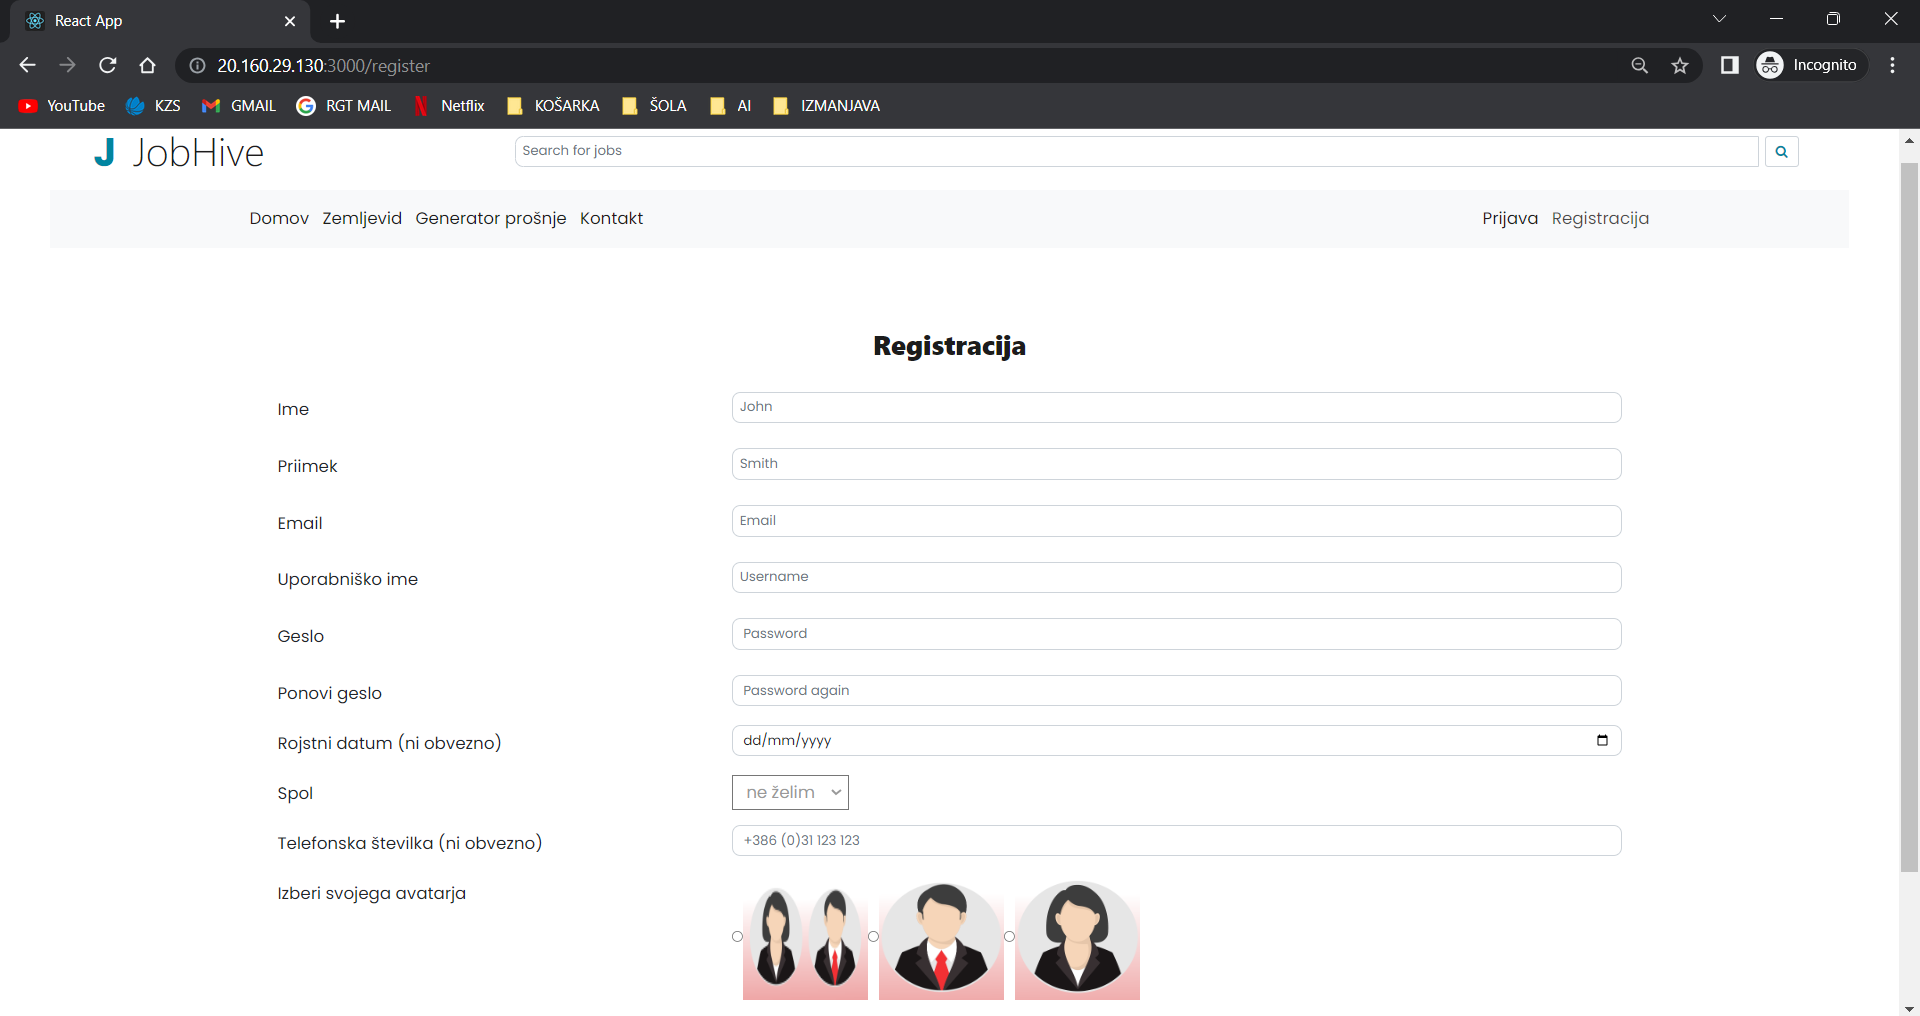 React App
20.160.29.130:3000/register
Incognito
YouTube KZS GMAIL RGT MAIL Netflix KOŠARKA ŠOLA AI IZMANJAVA
J JobHive
Search for jobs
Domov Zemljevid Generator prošnje Kontakt Prijava Registracija
Registracija
Ime
John
Priimek
Smith
Email
Email
Uporabniško ime
Username
Geslo
Password
Ponovi geslo
Password again
Rojstni datum (ni obvezno)
dd/mm/yyyy
Spol
ne želim
Telefonska številka (ni obvezno)
+386 (0)31 123 123
Izberi svojega avatarja